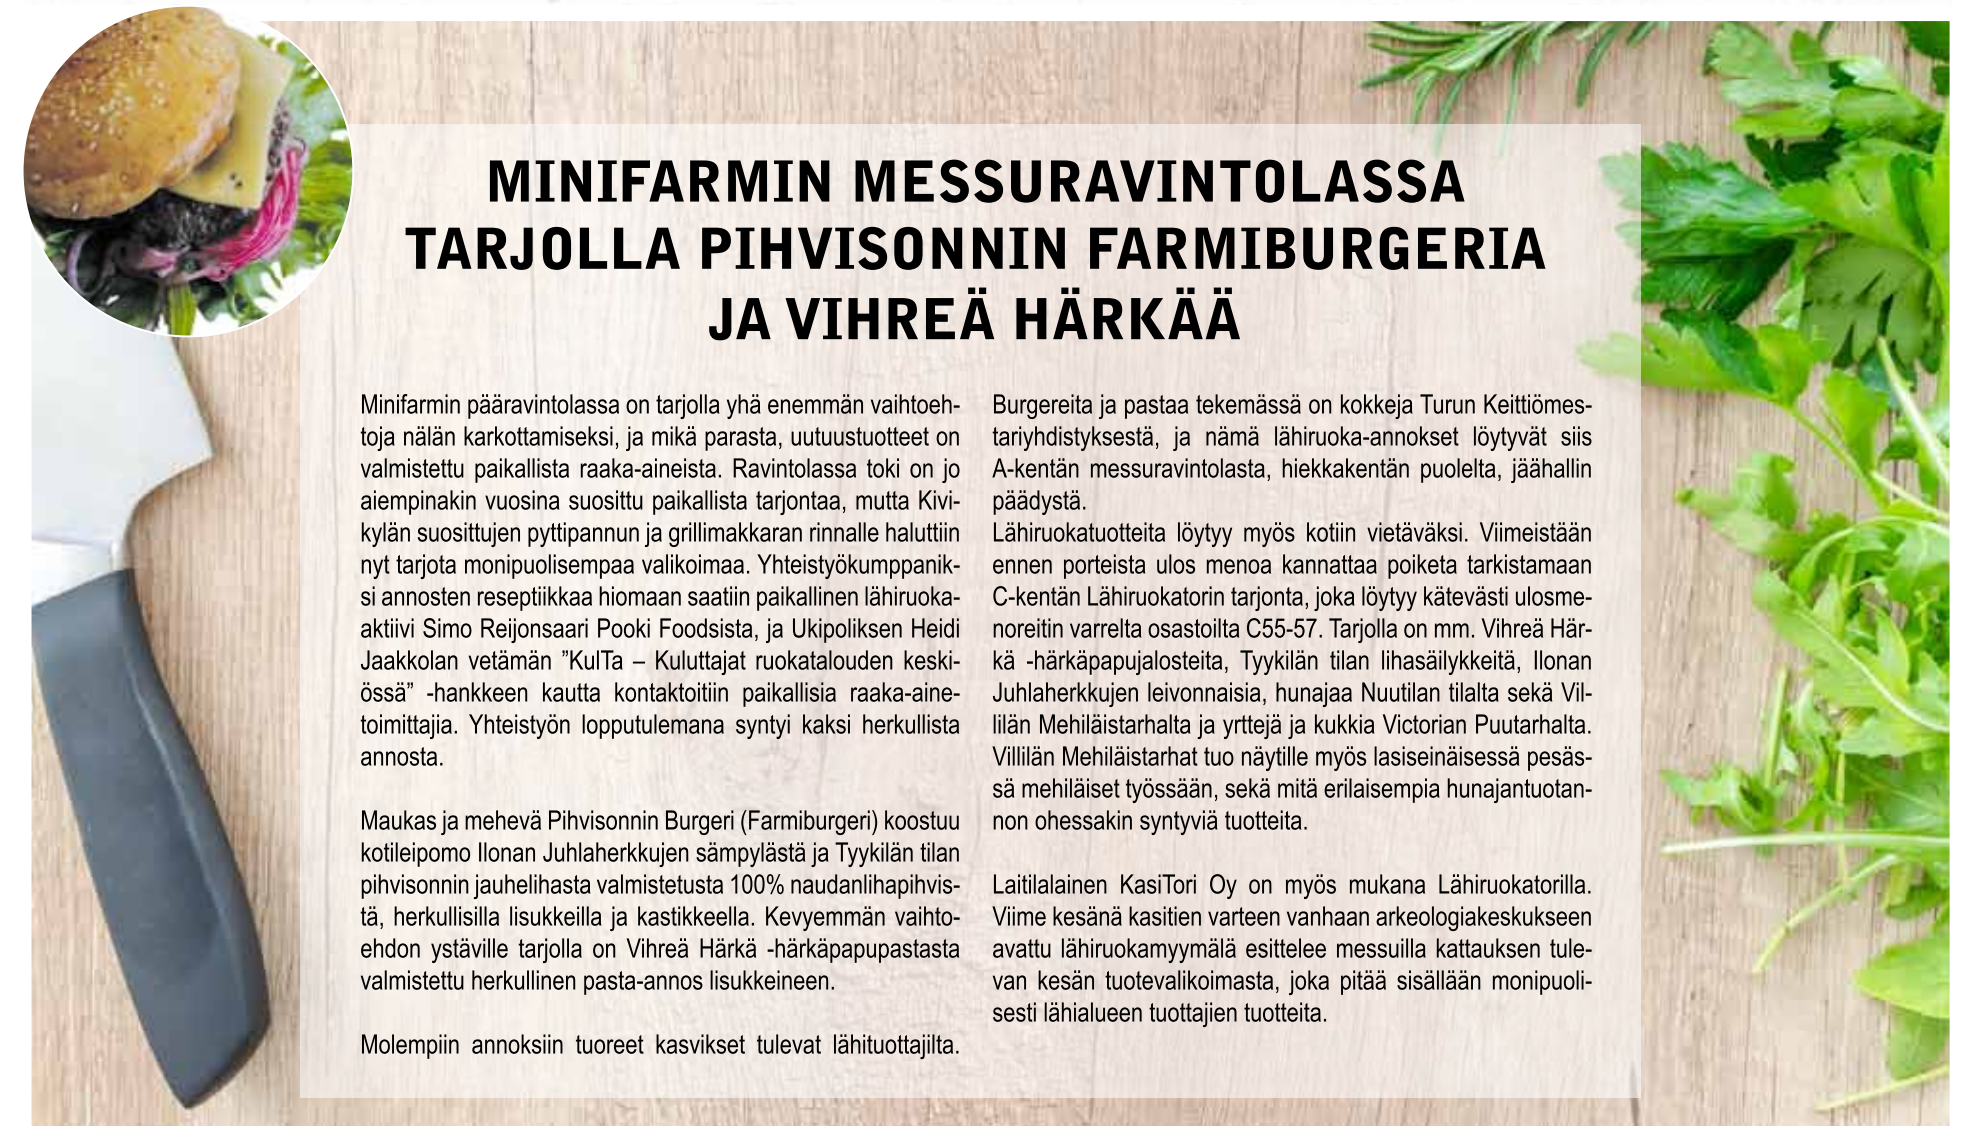 MINIFARMIN MESSURAVINTOLASSA
TARJOLLA PIHVISONNIN FARMIBURGERIA
JA VIHREÄ HÄRKÄÄ
Minifarmin pääravintolassa on tarjolla yhä enemmän vaihtoeh-
toja nälän karkottamiseksi, ja mikä parasta, uutuustuotteet on
valmistettu paikallista raaka-aineista. Ravintolassa toki on jo
aiempinakin vuosina suosittu paikallista tarjontaa, mutta Kivi-
kylän suosittujen pyttipannun ja grillimakkaran rinnalle haluttiin
nyt tarjota monipuolisempaa valikoimaa. Yhteistyökumppanik-
si annosten reseptiikkaa hiomaan saatiin paikallinen lähiruoka-
aktiivi Simo Reijonsaari Pooki Foodsista, ja Ukipoliksen Heidi
Jaakkolan vetämän ”KulTa – Kuluttajat ruokatalouden keski-
össä” -hankkeen kautta kontaktoitiin paikallisia raaka-aine-
toimittajia. Yhteistyön lopputulemana syntyi kaksi herkullista
annosta.
Maukas ja mehevä Pihvisonnin Burgeri (Farmiburgeri) koostuu
kotileipomo Ilonan Juhlaherkkujen sämpylästä ja Tyykilän tilan
pihvisonnin jauhelihasta valmistetusta 100% naudanlihapihvis-
tä, herkullisilla lisukkeilla ja kastikkeella. Kevyemmän vaihto-
ehdon ystäville tarjolla on Vihreä Härkä -härkäpapupastasta
valmistettu herkullinen pasta-annos lisukkeineen.
Molempiin annoksiin tuoreet kasvikset tulevat lähituottajilta.
Burgereita ja pastaa tekemässä on kokkeja Turun Keittiömes-
tariyhdistyksestä, ja nämä lähiruoka-annokset löytyvät siis
A-kentän messuravintolasta, hiekkakentän puolelta, jäähallin
päädystä.
Lähiruokatuotteita löytyy myös kotiin vietäväksi. Viimeistään
ennen porteista ulos menoa kannattaa poiketa tarkistamaan
C-kentän Lähiruokatorin tarjonta, joka löytyy kätevästi ulosme-
noreitin varrelta osastoilta C55-57. Tarjolla on mm. Vihreä Här-
kä -härkäpapujalosteita, Tyykilän tilan lihasäilykkeitä, Ilonan
Juhlaherkkujen leivonnaisia, hunajaa Nuutilan tilalta sekä Vil-
lilän Mehiläistarhalta ja yrttejä ja kukkia Victorian Puutarhalta.
Villilän Mehiläistarhat tuo näytille myös lasiseinäisessä pesäs-
sä mehiläiset työssään, sekä mitä erilaisempia hunajantuotan-
non ohessakin syntyviä tuotteita.
Laitilalainen KasiTori Oy on myös mukana Lähiruokatorilla.
Viime kesänä kasitien varteen vanhaan arkeologiakeskukseen
avattu lähiruokamyymälä esittelee messuilla kattauksen tule-
van kesän tuotevalikoimasta, joka pitää sisällään monipuoli-
sesti lähialueen tuottajien tuotteita.